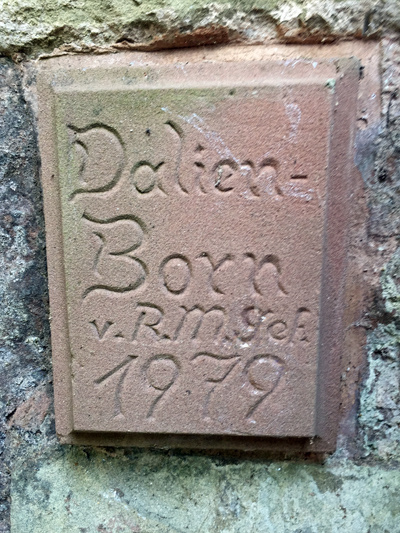 Dalien-
Born
v. R. M. Gef.
1979